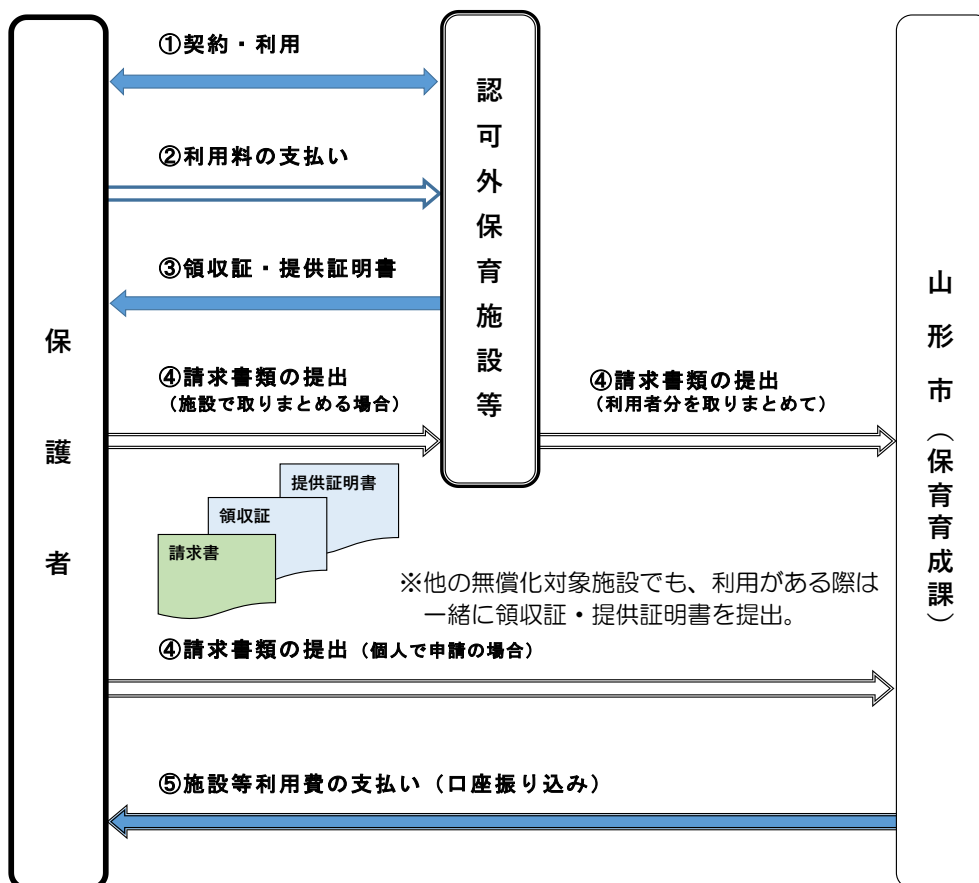 ①契約・利用
②利用料の支払い
③領収証・提供証明書
④請求書類の提出
（施設で取りまとめる場合）
認可外保育施設等
④請求書類の提出
（利用者分を取りまとめて）
保護者
山形市（保育育成課）
提供証明書
領収証
請求書
※他の無償化対象施設でも、利用がある際は
一緒に領収証・提供証明書を提出。
④請求書類の提出（個人で申請の場合）
⑤施設等利用費の支払い（口座振り込み）